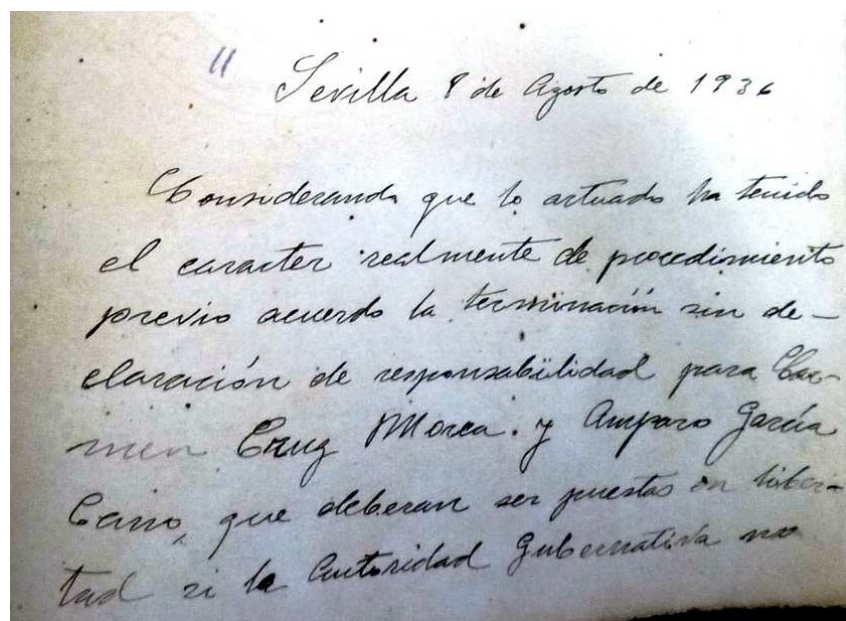 11
Sevilla 8 de Agosto de 1936
Considerando que lo actuado ha tenido
el caracter realmente de procedimiento
previo acuerdo la terminación sin de-
claración de responsabilidad para Car-
men Cruz Morca. y Amparo García
Cano, que deberan ser puestas en liber-
tad si la Autoridad Gubernativa no